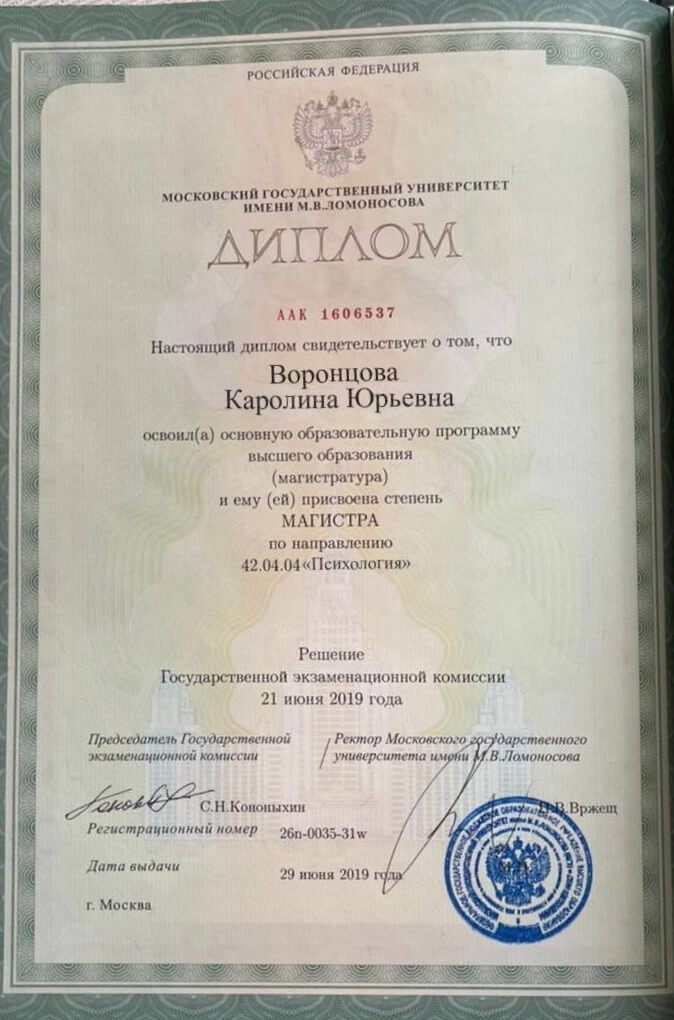 РОССИЙСКАЯ ФЕДЕРАЦИЯ
МОСКОВСКИЙ ГОСУДАРСТВЕННЫЙ УНИВЕРСИТЕТ
ИМЕНИ М.В.ЛОМОНОСОВА
ДИПЛОМ
ААК 1606537
Настоящий диплом свидетельствует о том, что
Воронцова
Каролина Юрьевна
освоил(а) основную образовательную программу
высшего образования
(магистратура)
и ему (ей) присвоена степень
МАГИСТРА
по направлению
42.04.04«Психология»
Решение
Государственной экзаменационной комиссии
21 июня 2019 года
Председатель Государственной
экзаменационной комиссии
Ректор Московского государственного
университета имени М.В.Ломоносова
С.Н.Кононыхин
П.В.Вржещ
Регистрационный номер 26n-0035-31w
Дата выдачи 29 июня 2019 года
г. Москва